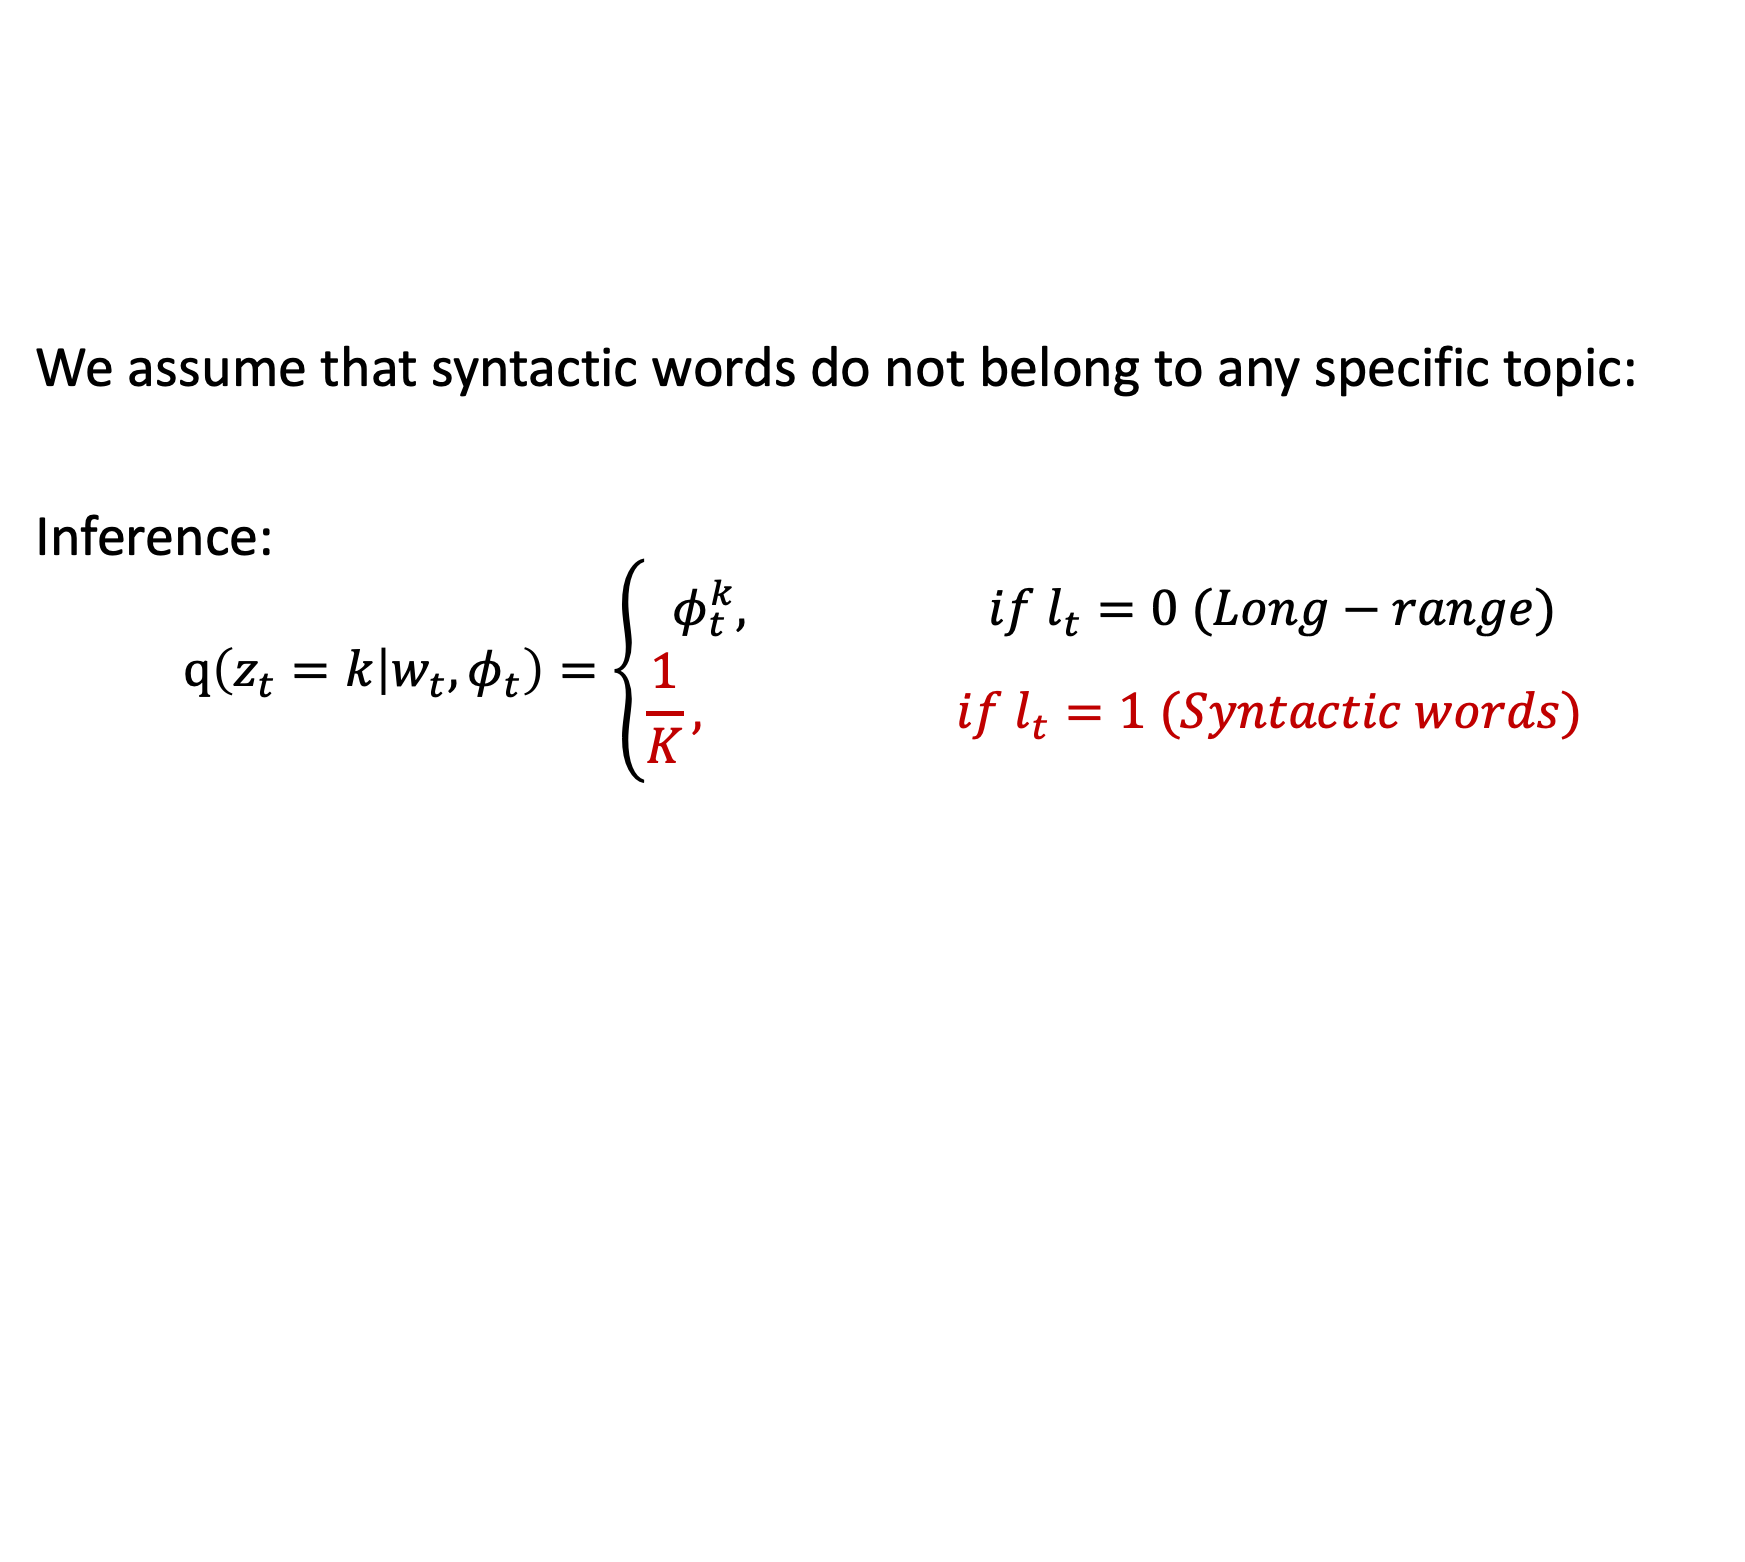 We assume that syntactic words do not belong to any specific topic:
Inference:
q(z_t = k|w_t, ϕ_t) = { ϕ_t^k, if l_t = 0 (Long − range)
1/K, if l_t = 1 (Syntactic words)